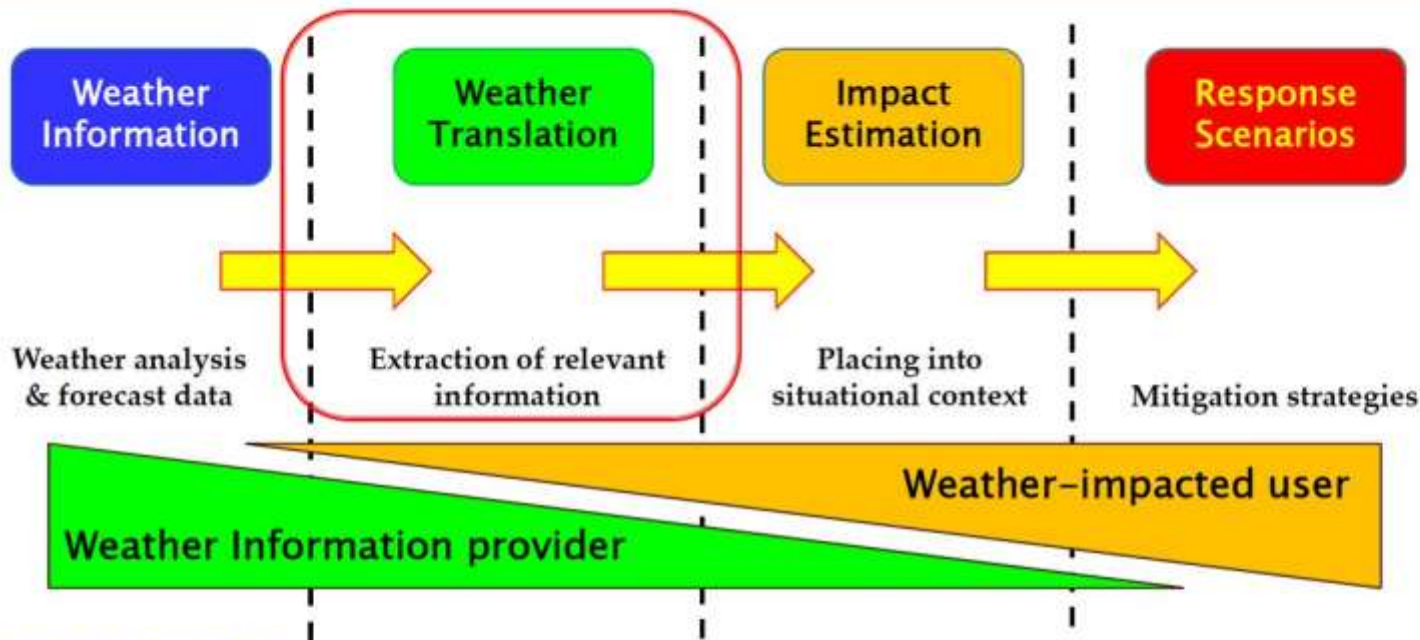 Weather
Information
Weather
Translation
Impact
Estimation
Response
Scenarios
Weather analysis
& forecast data
Extraction of relevant
information
Placing into
situational context
Mitigation strategies
Weather-impacted user
Weather Information provider